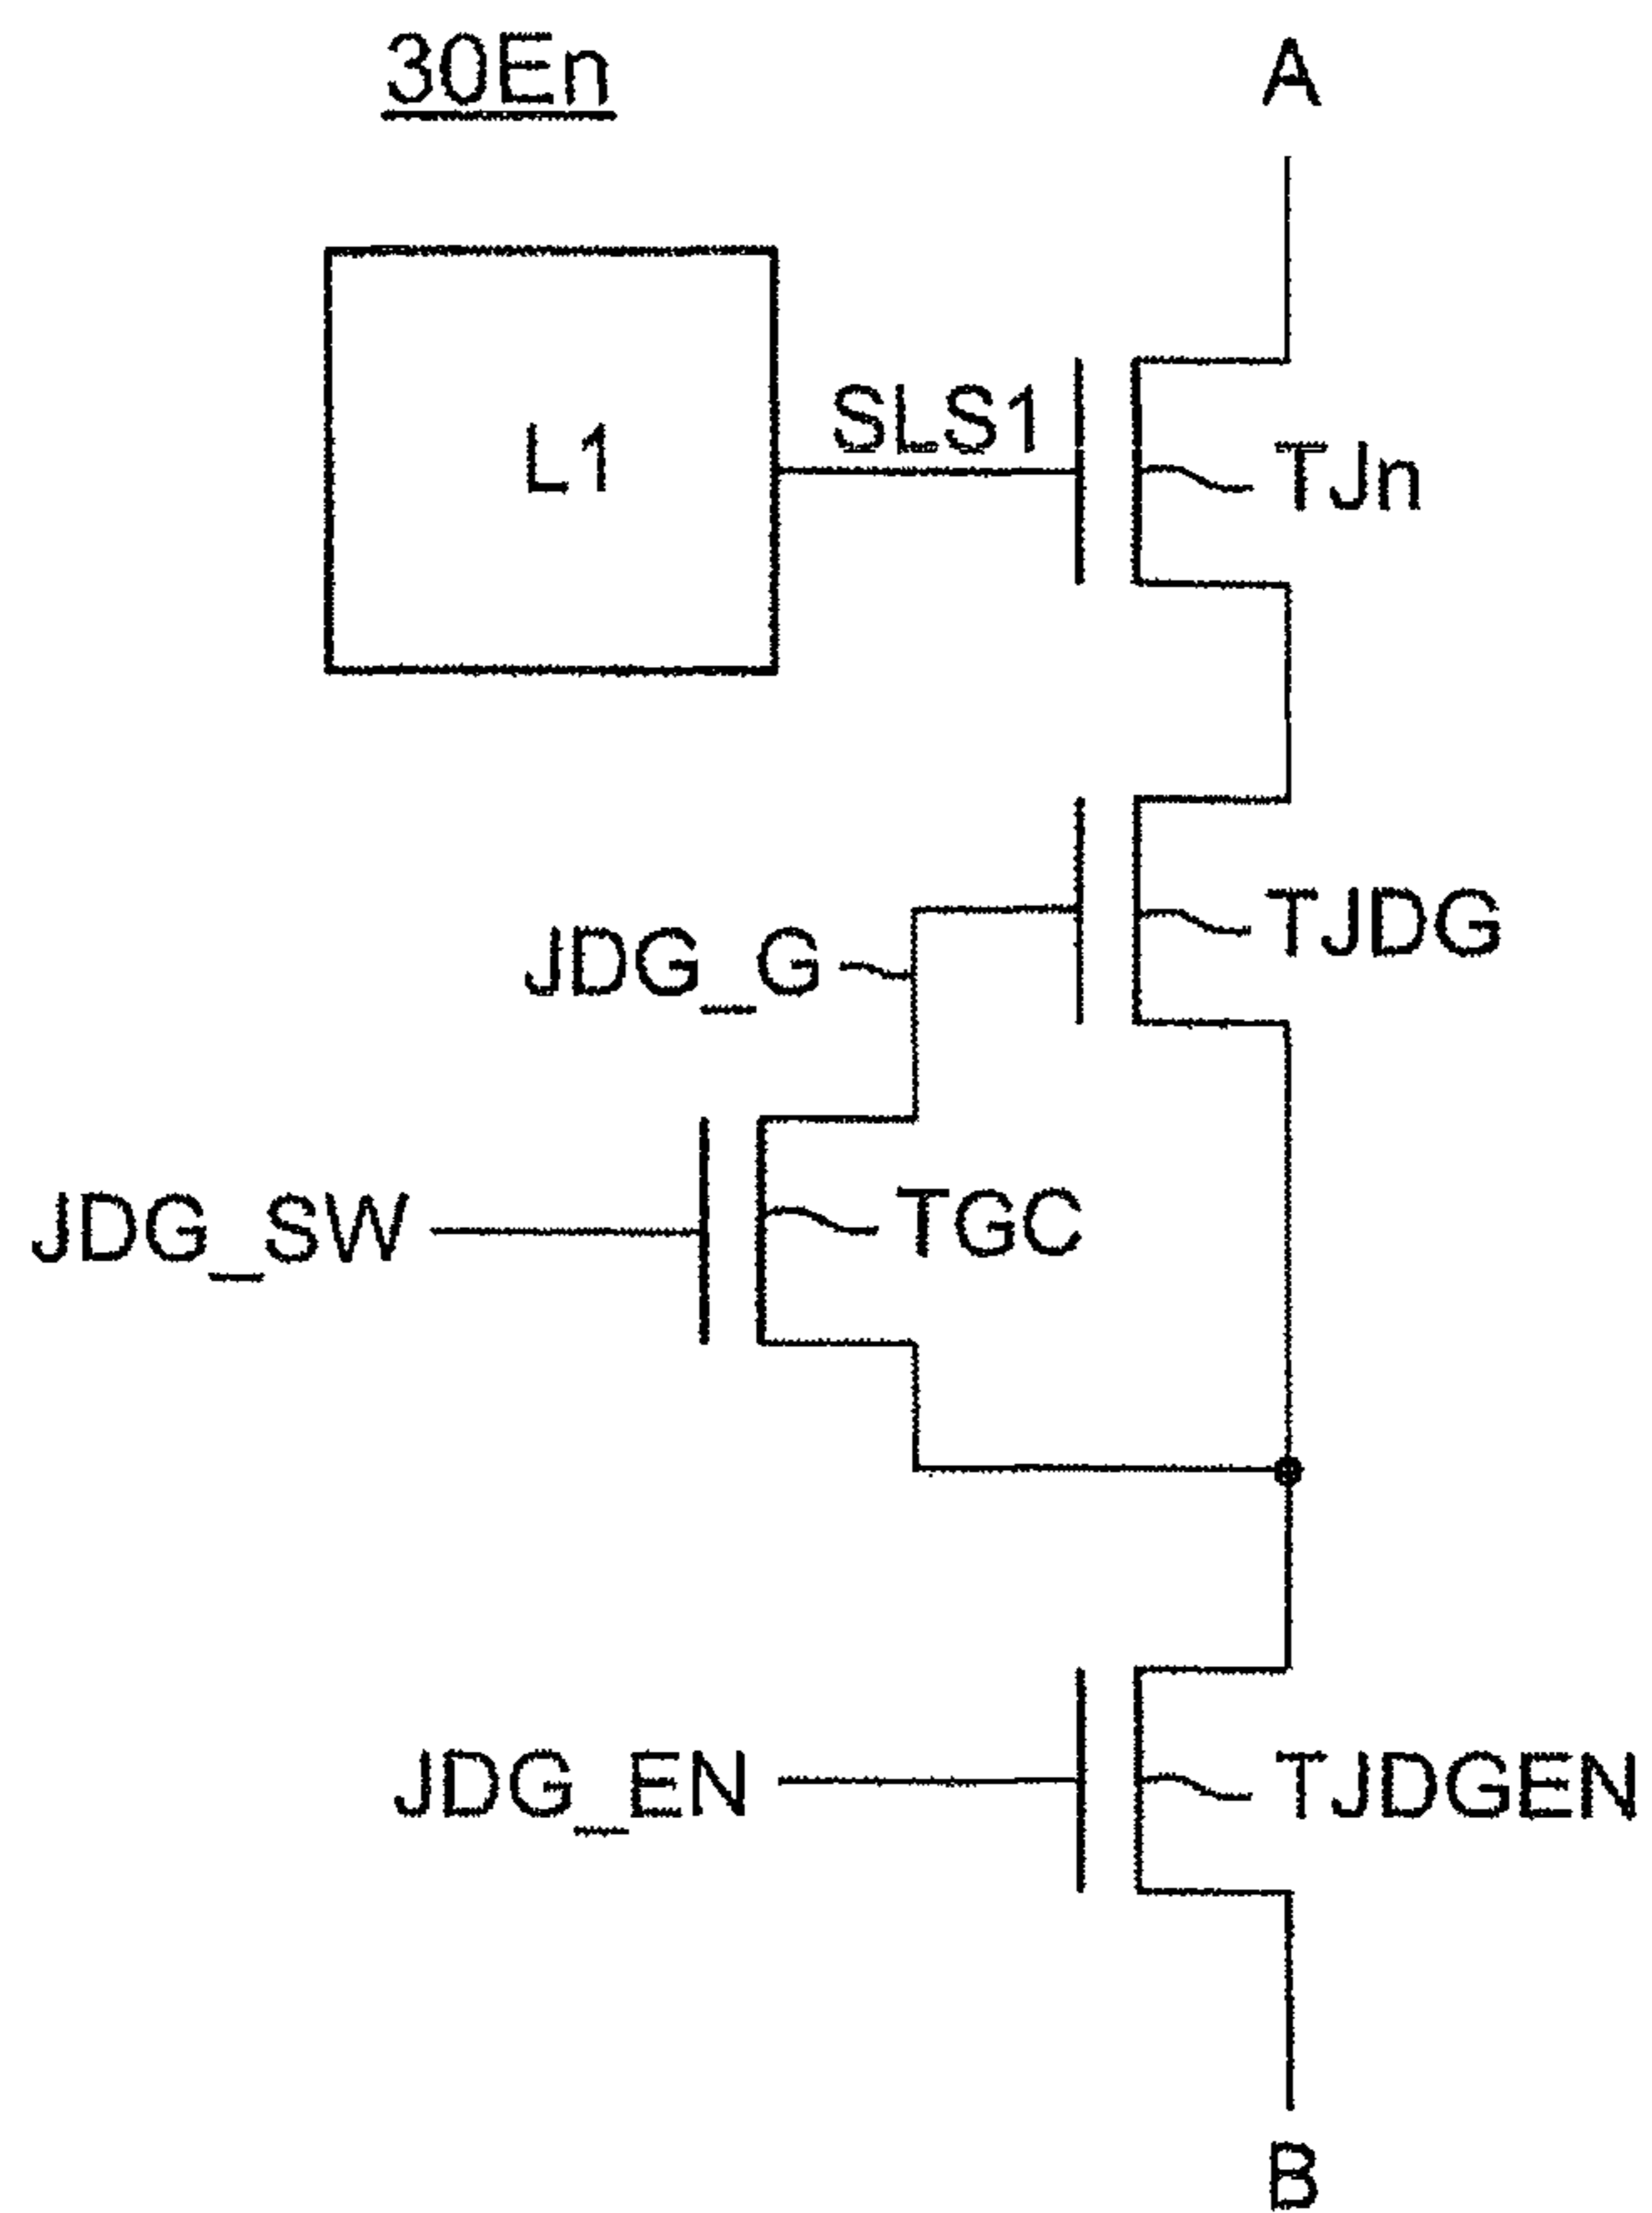 30En
A
L1
SLS1
TJn
JDG_G
TJDG
JDG_SW
TGC
JDG_EN
TJDGEN
B